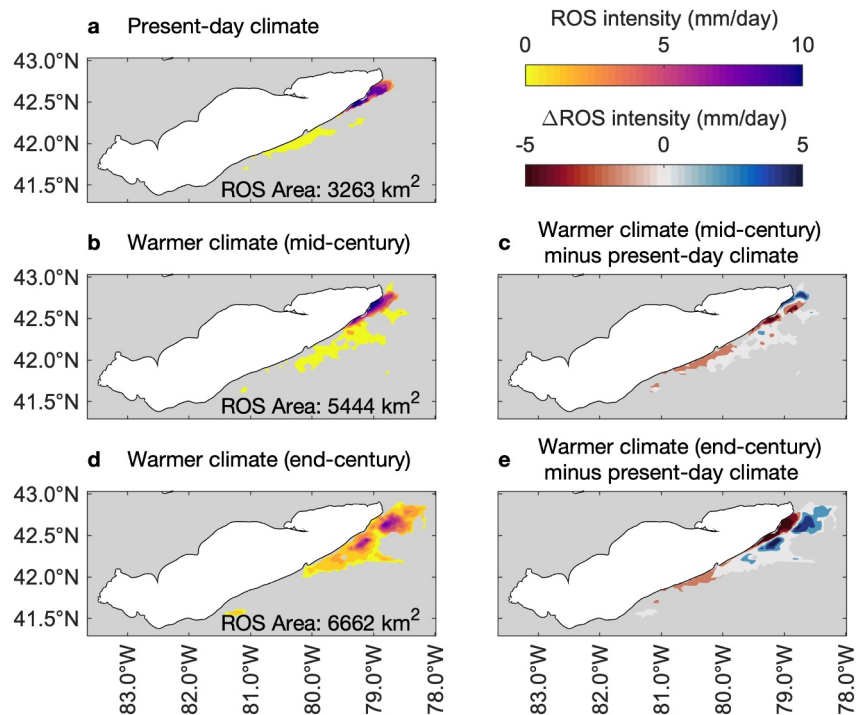 a Present-day climate
ROS intensity (mm/day)
0 5 10
ΔROS intensity (mm/day)
-5 0 5
43.0°N
42.5°N
42.0°N
41.5°N
ROS Area: 3263 km²
b Warmer climate (mid-century)
c Warmer climate (mid-century)
minus present-day climate
43.0°N
42.5°N
42.0°N
41.5°N
ROS Area: 5444 km²
d Warmer climate (end-century)
e Warmer climate (end-century)
minus present-day climate
43.0°N
42.5°N
42.0°N
41.5°N
ROS Area: 6662 km²
83.0°W
82.0°W
81.0°W
80.0°W
79.0°W
78.0°W
83.0°W
82.0°W
81.0°W
80.0°W
79.0°W
78.0°W